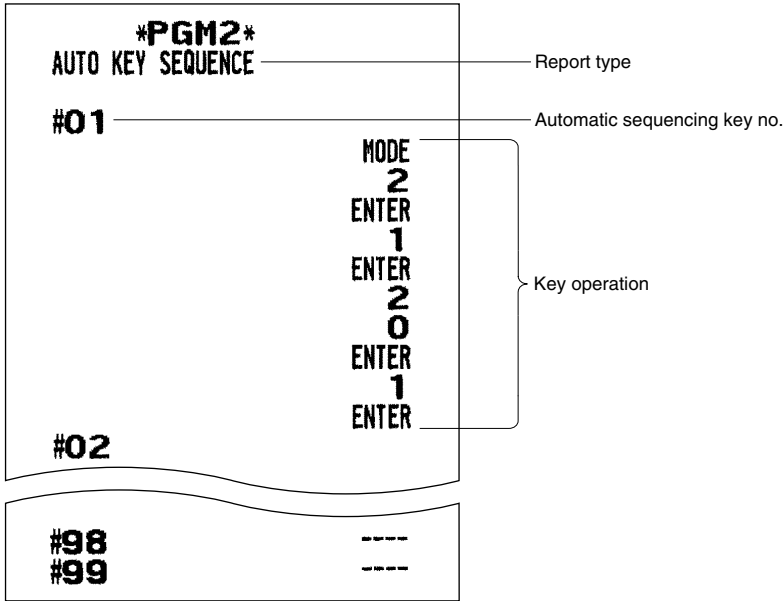 *PGM2*
AUTO KEY SEQUENCE
Report type
#01
Automatic sequencing key no.
MODE
2
ENTER
1
ENTER
2
0
ENTER
1
ENTER
Key operation
#02
#98 ----
#99 ----